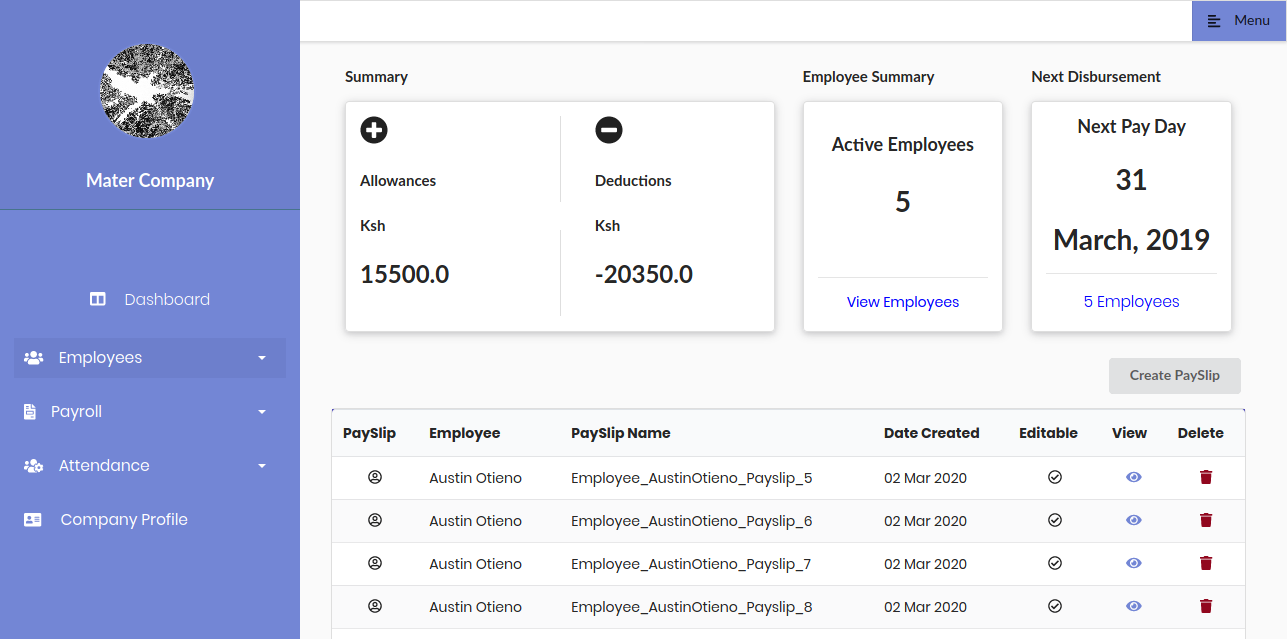 Menu
Mater Company
Dashboard
Employees
Payroll
Attendance
Company Profile
Summary
Allowances
Deductions
Ksh
Ksh
15500.0
-20350.0
Employee Summary
Active Employees
5
View Employees
Next Disbursement
Next Pay Day
31
March, 2019
5 Employees
Create PaySlip
PaySlip Employee PaySlip Name Date Created Editable View Delete
Austin Otieno Employee_AustinOtieno_Payslip_5 02 Mar 2020
Austin Otieno Employee_AustinOtieno_Payslip_6 02 Mar 2020
Austin Otieno Employee_AustinOtieno_Payslip_7 02 Mar 2020
Austin Otieno Employee_AustinOtieno_Payslip_8 02 Mar 2020